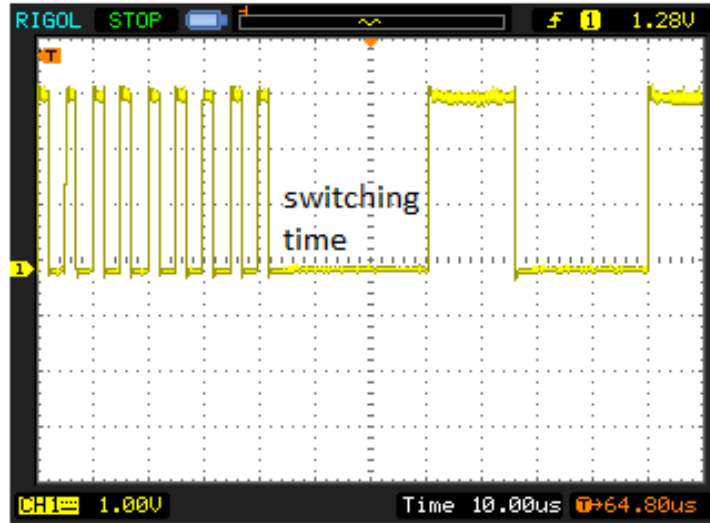 RIGOL STOP T f 1 1.28V
T
switching
time
1
CH1 1.00V Time 10.00us T→64.80us